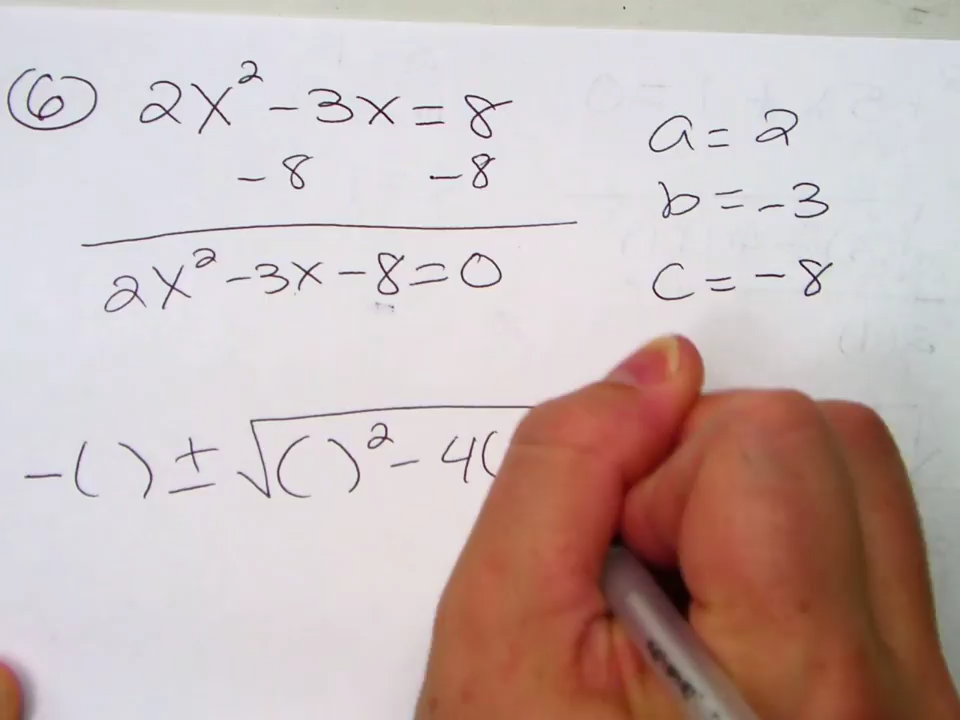 6 2x² - 3x = 8
-8 -8
2x² - 3x - 8 = 0
a = 2
b = -3
c = -8
-( ) ± √( )² - 4(